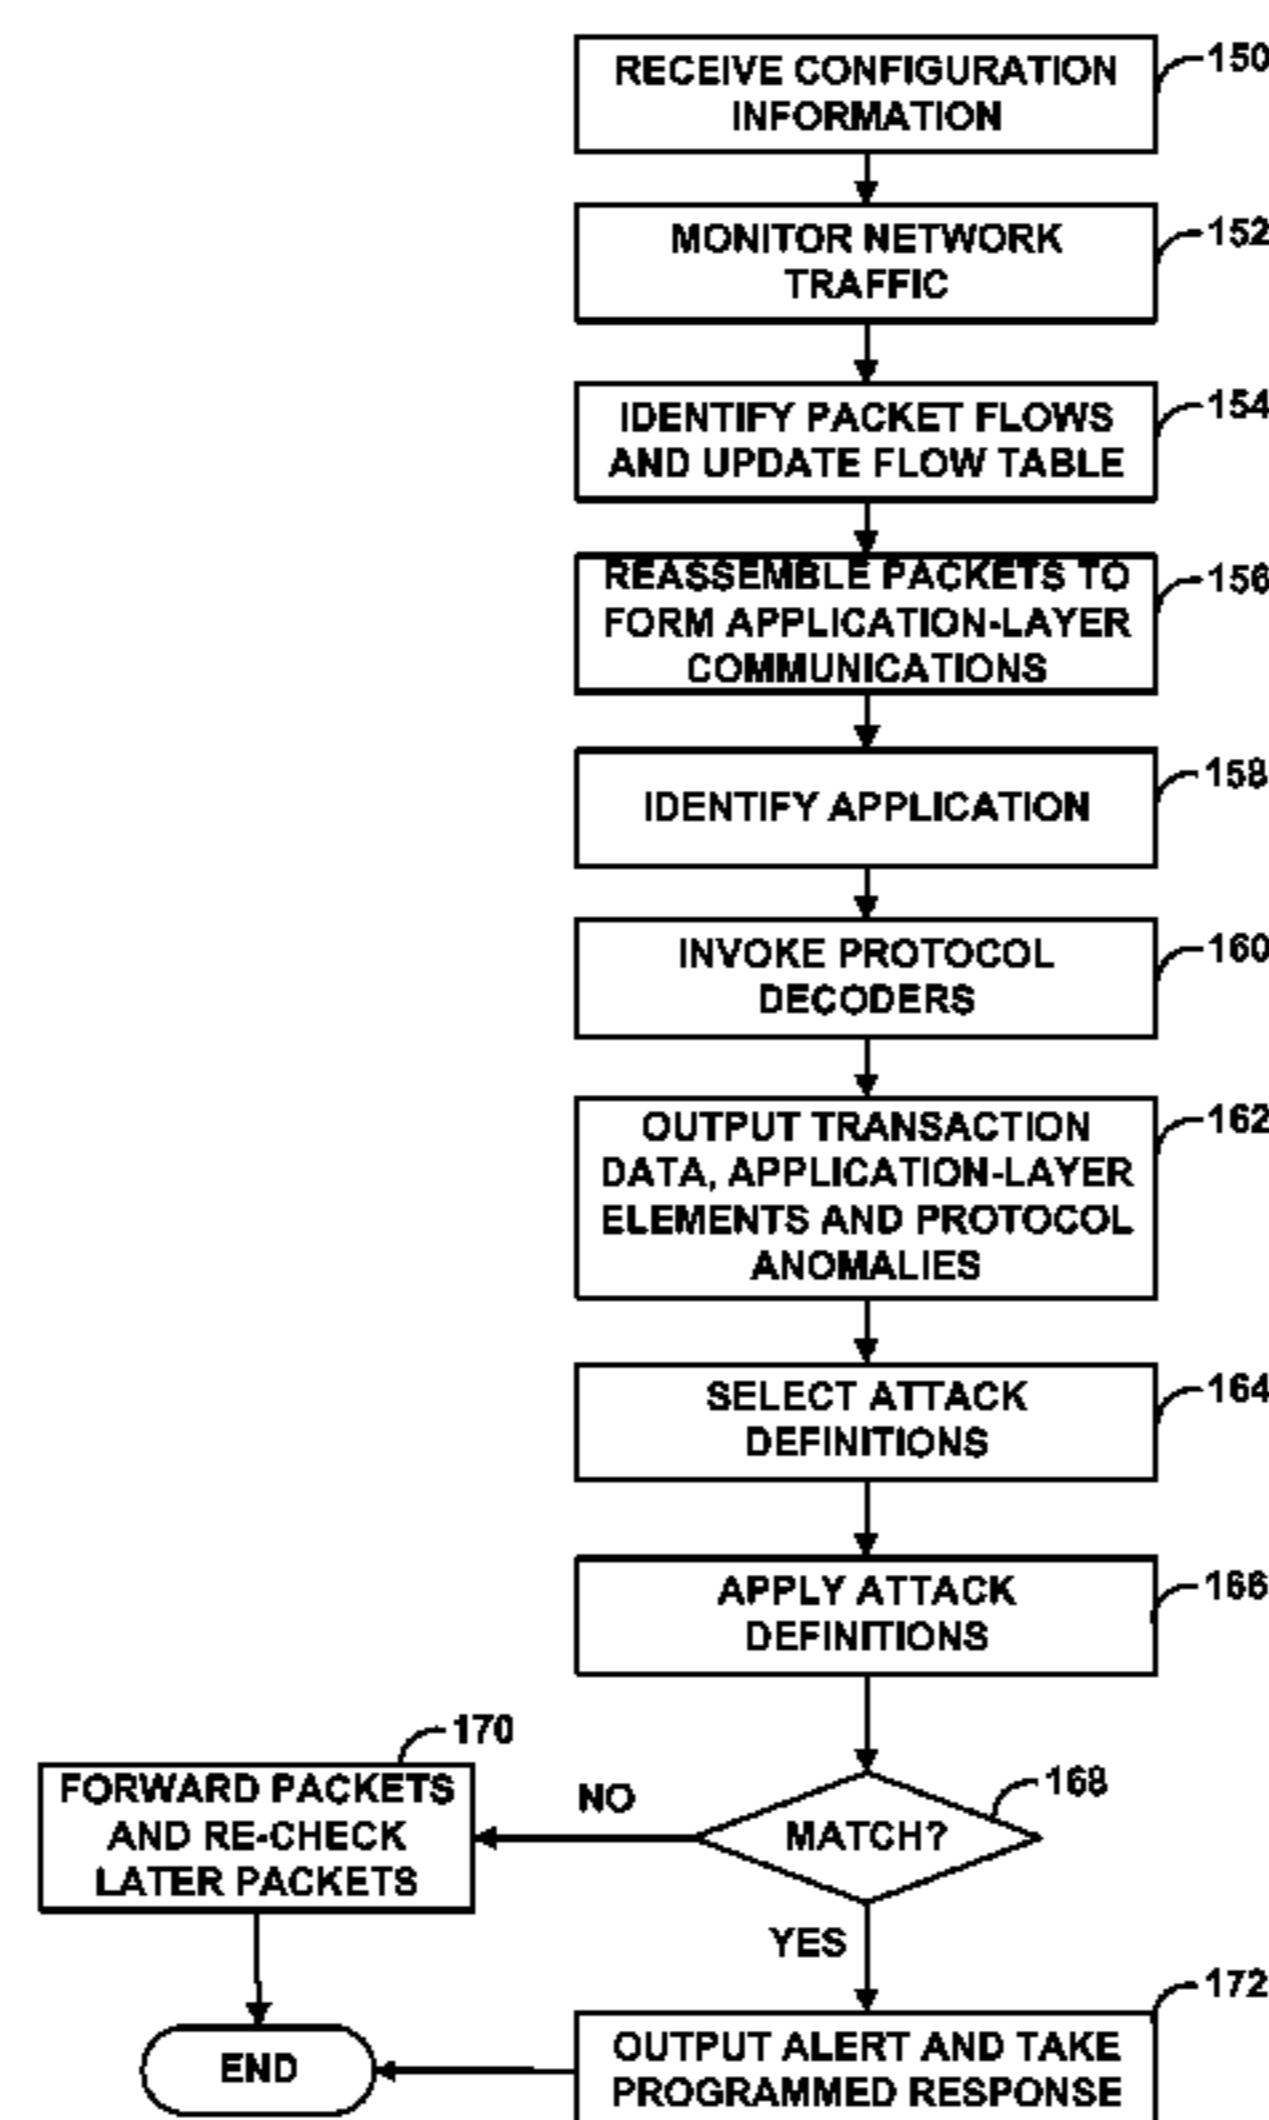 RECEIVE CONFIGURATION
INFORMATION
150
MONITOR NETWORK
TRAFFIC
152
IDENTIFY PACKET FLOWS
AND UPDATE FLOW TABLE
154
REASSEMBLE PACKETS TO
FORM APPLICATION-LAYER
COMMUNICATIONS
156
IDENTIFY APPLICATION
158
INVOKE PROTOCOL
DECODERS
160
OUTPUT TRANSACTION
DATA, APPLICATION-LAYER
ELEMENTS AND PROTOCOL
ANOMALIES
162
SELECT ATTACK
DEFINITIONS
164
APPLY ATTACK
DEFINITIONS
166
MATCH?
168
NO
170
FORWARD PACKETS
AND RE-CHECK
LATER PACKETS
YES
172
OUTPUT ALERT AND TAKE
PROGRAMMED RESPONSE
END